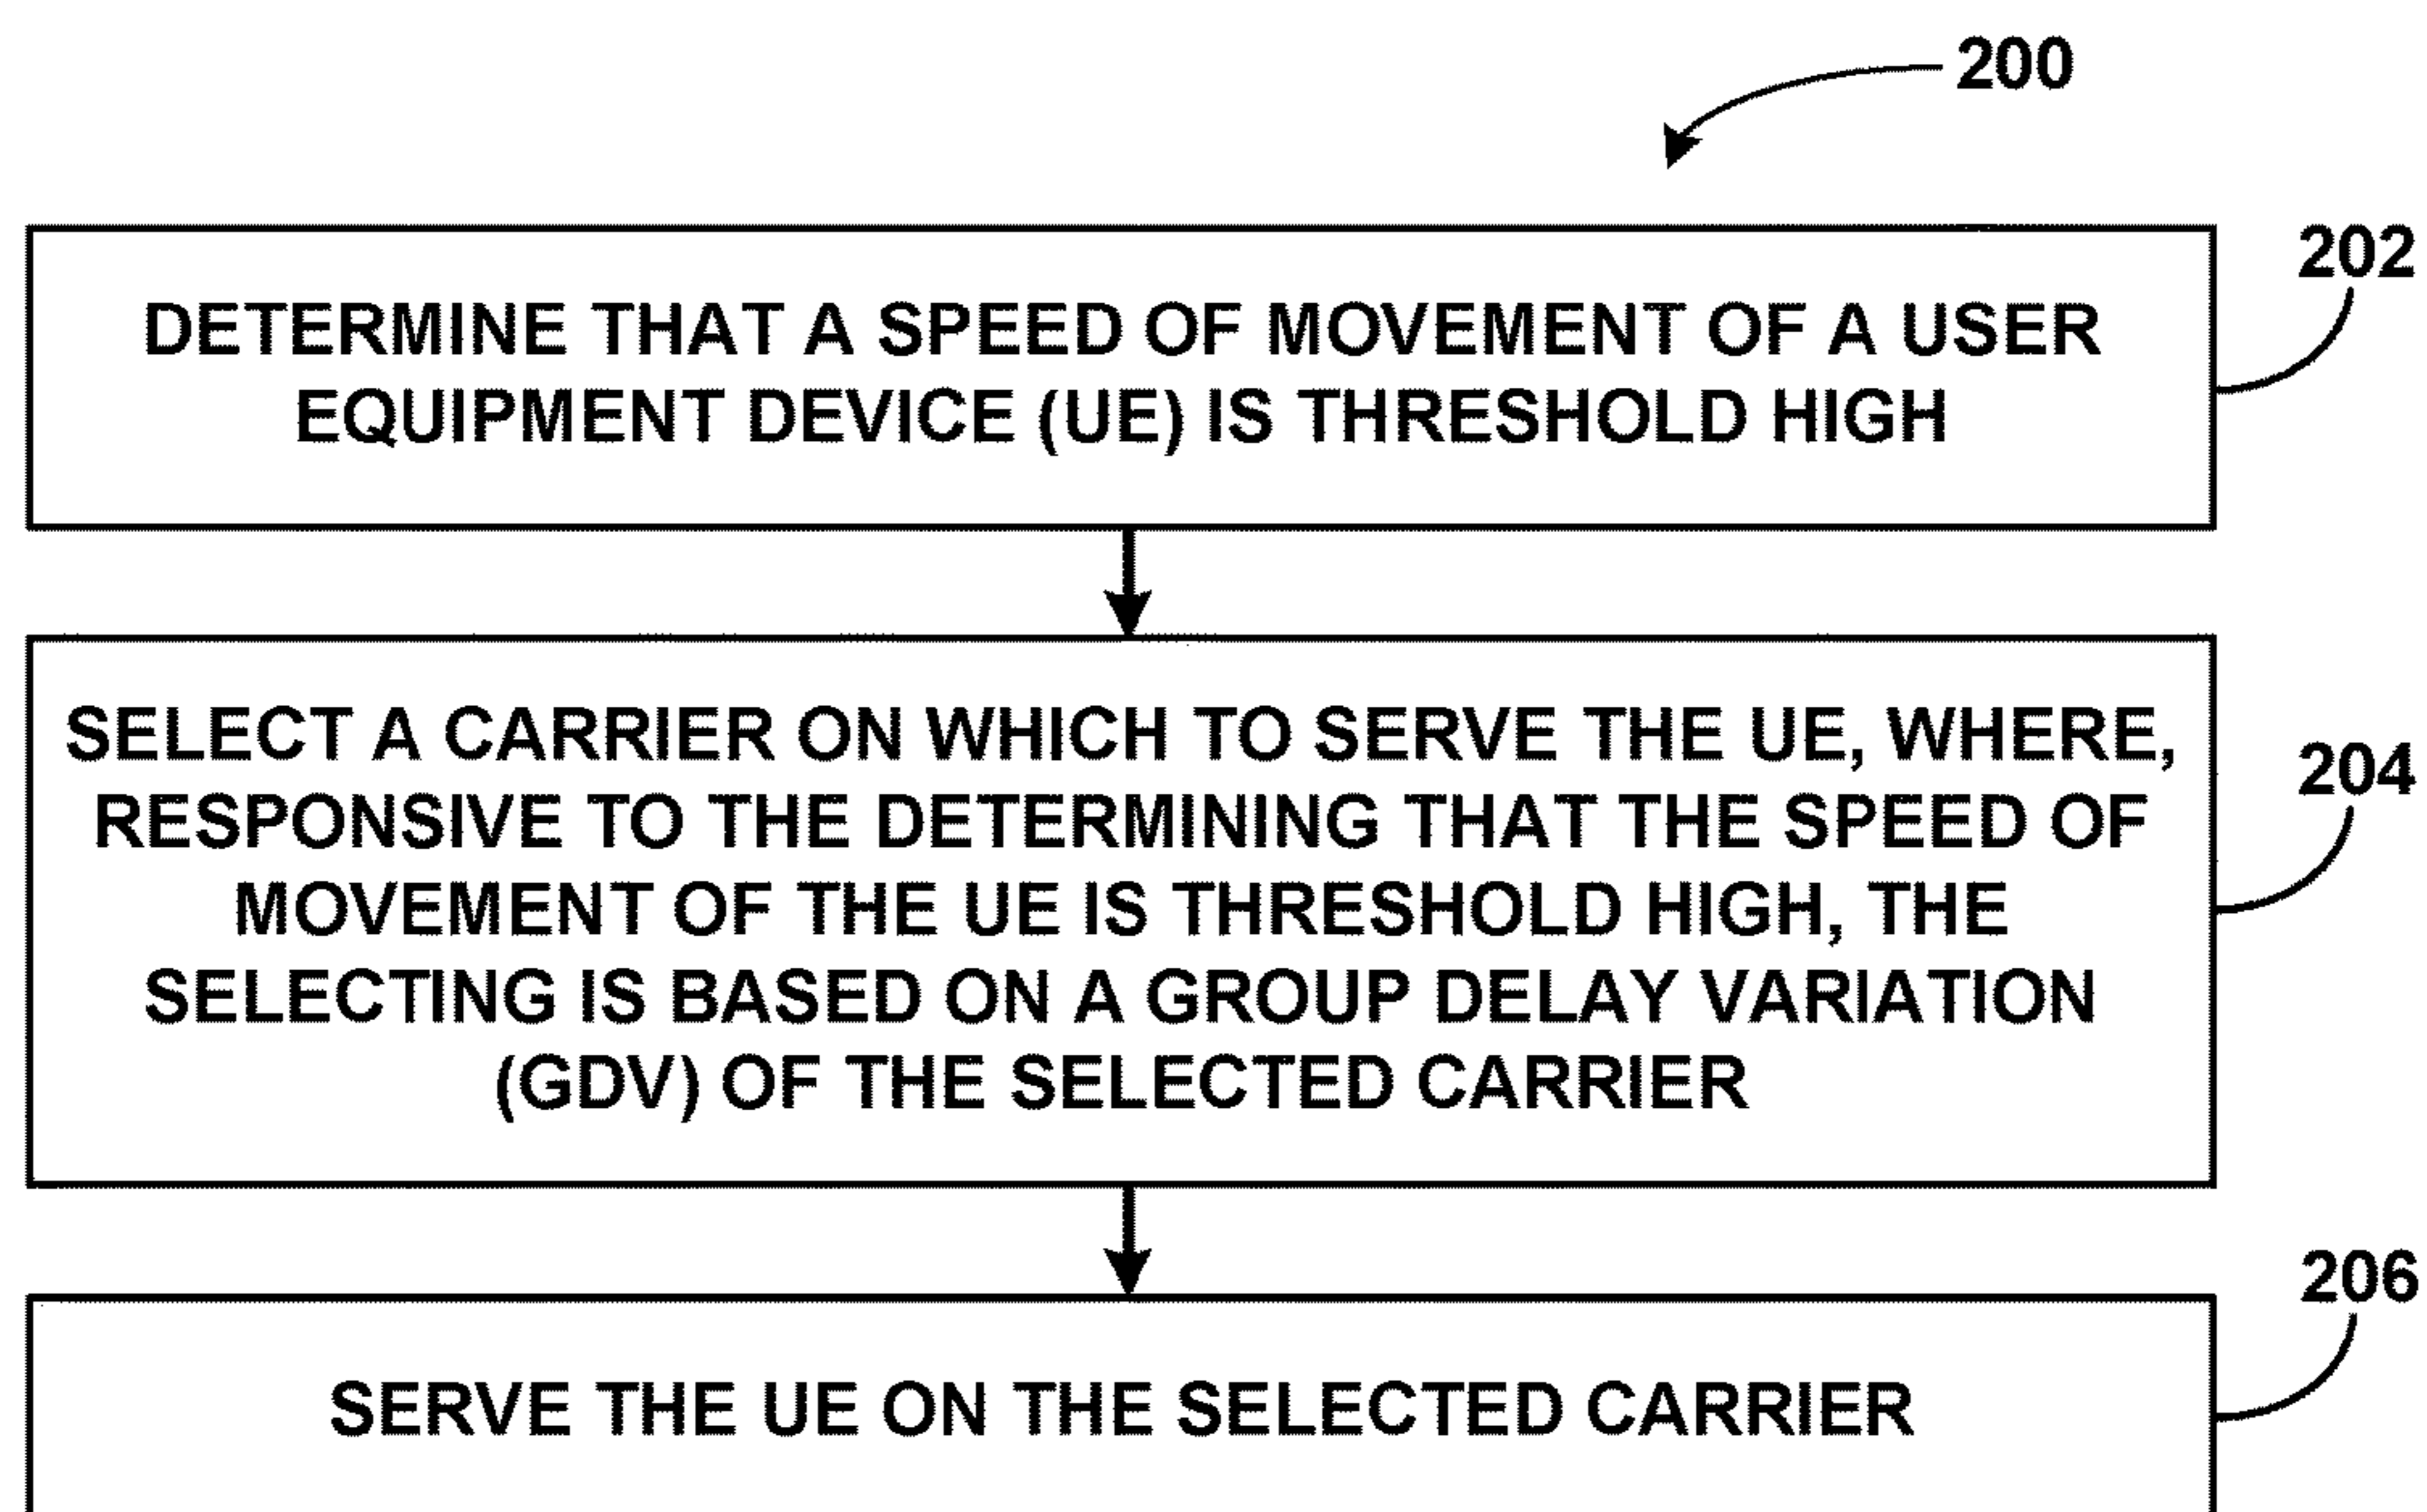 200
202
DETERMINE THAT A SPEED OF MOVEMENT OF A USER
EQUIPMENT DEVICE (UE) IS THRESHOLD HIGH
SELECT A CARRIER ON WHICH TO SERVE THE UE, WHERE,
204
RESPONSIVE TO THE DETERMINING THAT THE SPEED OF
MOVEMENT OF THE UE IS THRESHOLD HIGH, THE
SELECTING IS BASED ON A GROUP DELAY VARIATION
(GDV) OF THE SELECTED CARRIER
206
SERVE THE UE ON THE SELECTED CARRIER